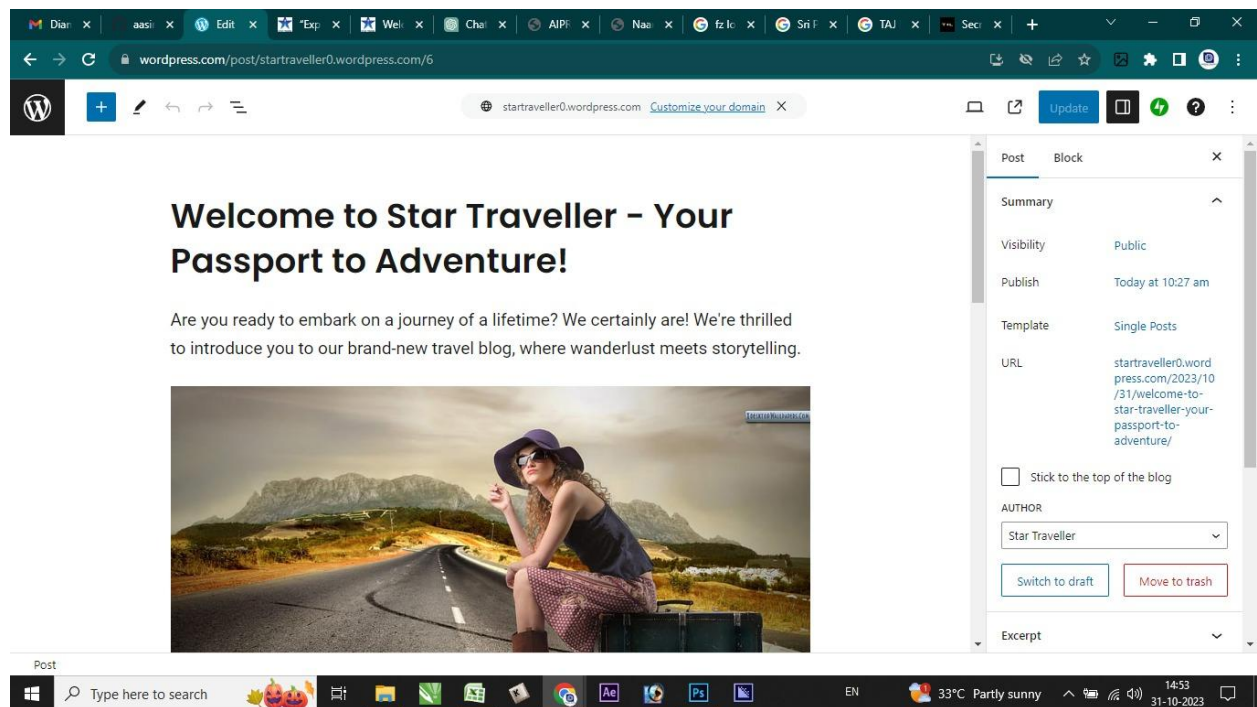 Dian
aasi
Edit
"Exp
Welc
Chat
AIPR
Naa
fz lo
Sri F
TAJ
Secr
wordpress.com/post/startraveller0.wordpress.com/6
startraveller0.wordpress.com Customize your domain
Update
Welcome to Star Traveller - Your
Passport to Adventure!
Are you ready to embark on a journey of a lifetime? We certainly are! We're thrilled
to introduce you to our brand-new travel blog, where wanderlust meets storytelling.
Post Block
Summary
Visibility Public
Publish Today at 10:27 am
Template Single Posts
URL startraveller0.word
press.com/2023/10
/31/welcome-to-
star-traveller-your-
passport-to-
adventure/
Stick to the top of the blog
AUTHOR
Star Traveller
Switch to draft Move to trash
Excerpt
Post
Type here to search
Ae
Ps
EN
33°C Partly sunny
14:53
31-10-2023